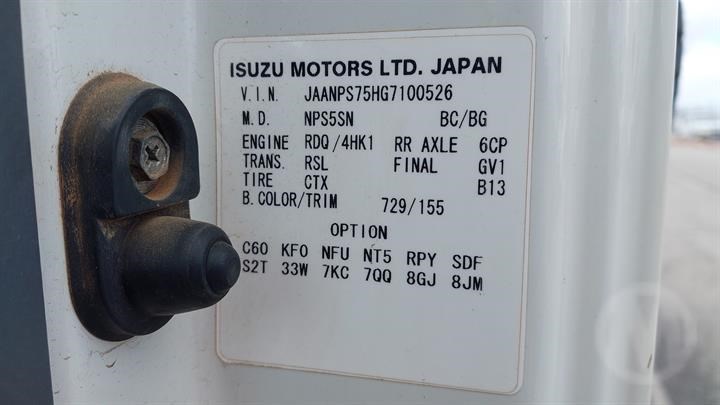 ISUZU MOTORS LTD. JAPAN
V.I.N. JAANPS75HG7100526
M.D. NPS5SN BC/BG
ENGINE RDQ/4HK1 RR AXLE 6CP
TRANS. RSL FINAL GV1
TIRE CTX B13
B.COLOR/TRIM 729/155
OPTION
C60 KF0 NFU NT5 RPY SDF
S2T 33W 7KC 7QQ 8GJ 8JM